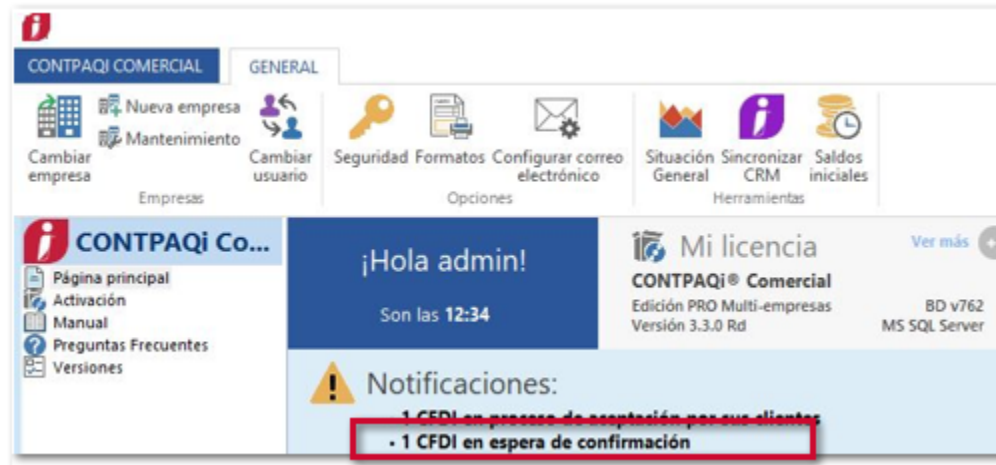 CONTPAQI COMERCIAL GENERAL
Nueva empresa
Mantenimiento
Cambiar empresa
Cambiar usuario
Empresas
Seguridad
Formatos
Configurar correo electrónico
Opciones
Situación General
Sincronizar CRM
Saldos iniciales
Herramientas
CONTPAQi Co...
Página principal
Activación
Manual
Preguntas Frecuentes
Versiones
¡Hola admin!
Son las 12:34
Mi licencia
Ver más
CONTPAQi® Comercial
Edición PRO Multi-empresas
BD v762
Versión 3.3.0 Rd
MS SQL Server
Notificaciones:
· 1 CFDI en proceso de aceptación por sus clientes
· 1 CFDI en espera de confirmación